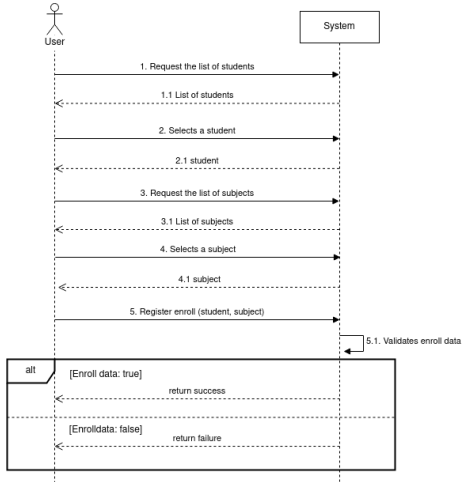 User
System
1. Request the list of students
1.1 List of students
2. Selects a student
2.1 student
3. Request the list of subjects
3.1 List of subjects
4. Selects a subject
4.1 subject
5. Register enroll (student, subject)
5.1. Validates enroll data
alt
[Enroll data: true]
return success
[Enrolldata: false]
return failure